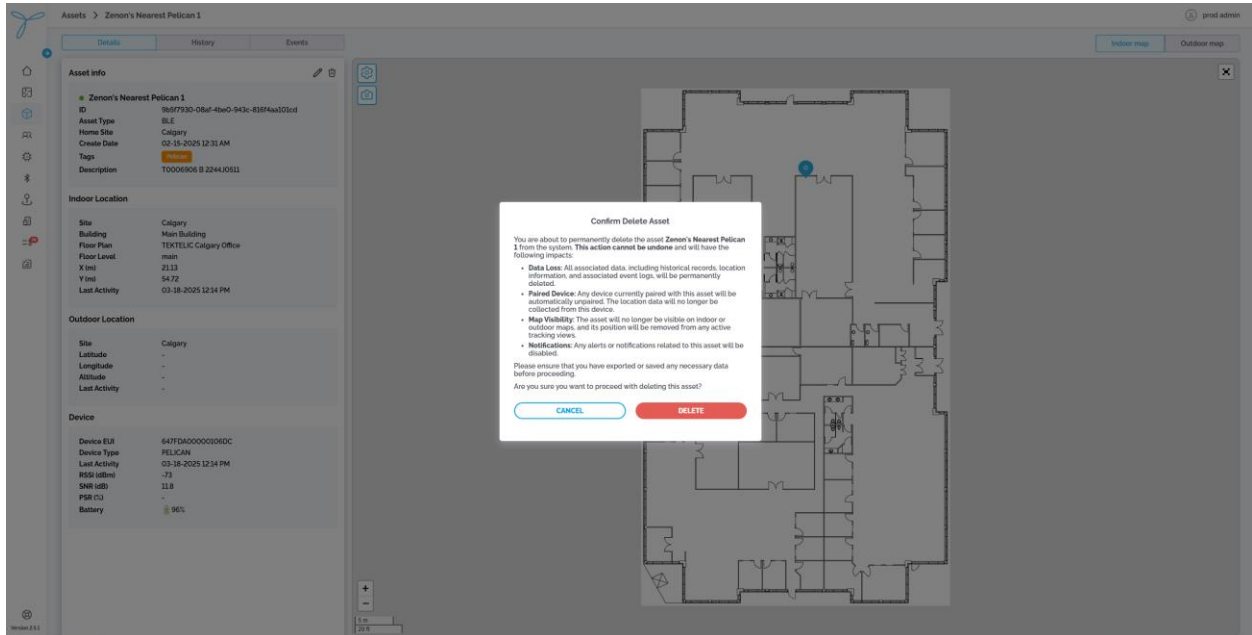 Assets > Zenon's Nearest Pelican 1
prod admin
Details
History
Events
Indoor map
Outdoor map
Asset info
Zenon's Nearest Pelican 1
ID
Asset Type BLE
Home Site Calgary
Create Date 02-15-2025 12:31 AM
Tags Pelican
Description
Indoor Location
Site Calgary
Building Main Building
Floor Plan TEKTELIC Calgary Office
Floor Level main
X (m) 21.13
Y (m) 54.72
Last Activity 03-18-2025 12:14 PM
Outdoor Location
Site Calgary
Latitude -
Longitude -
Altitude -
Last Activity -
Device
Device EUI 647FDA00000106DC
Device Type PELICAN
Last Activity 03-18-2025 12:14 PM
RSSI (dBm) -73
SNR (dB) 11.8
PSR (%) -
Battery 96%
Confirm Delete Asset
You are about to permanently delete the asset Zenon's Nearest Pelican
1 from the system. This action cannot be undone and will have the
following impacts:
• Data Loss: All associated data, including historical records, location
information, and associated event logs, will be permanently
deleted.
• Paired Device: Any device currently paired with this asset will be
automatically unpaired. The location data will no longer be
collected from this device.
• Map Visibility: The asset will no longer be visible on indoor or
outdoor maps, and its position will be removed from any active
tracking views.
• Notifications: Any alerts or notifications related to this asset will be
disabled.
Please ensure that you have exported or saved any necessary data
before proceeding.
Are you sure you want to proceed with deleting this asset?
CANCEL
DELETE
+
−
5 m
20 ft